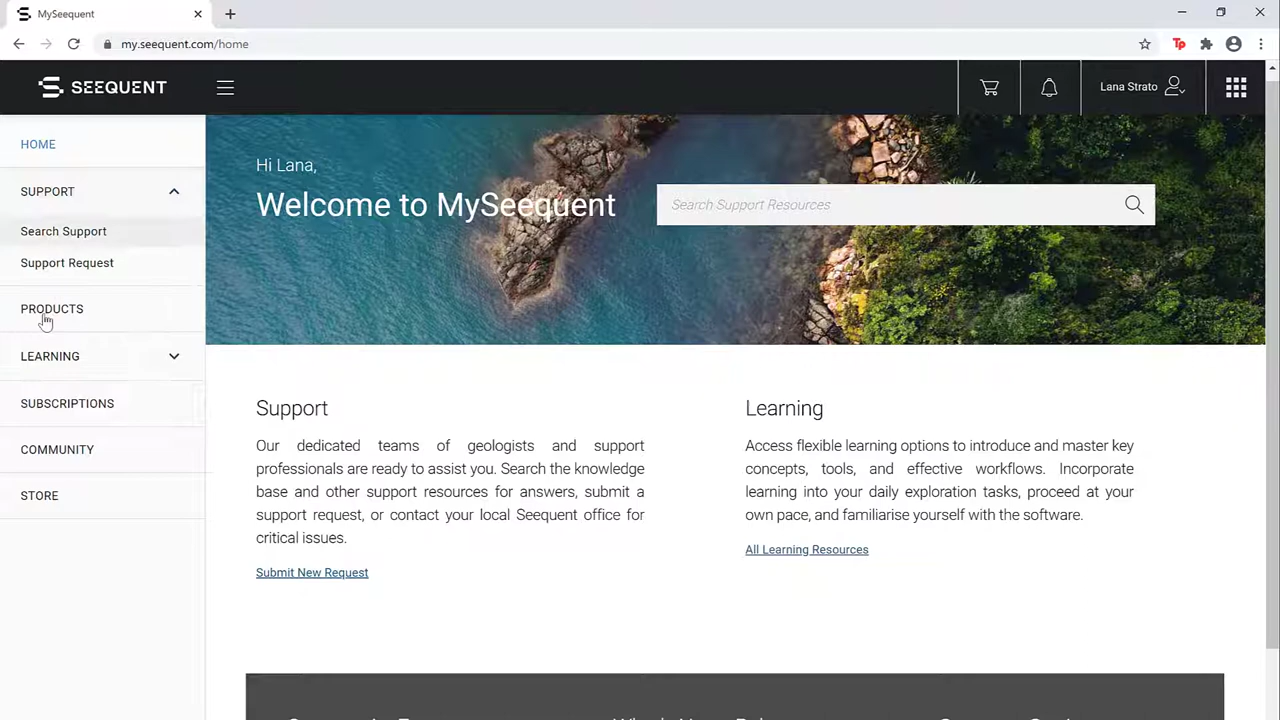 MySeequent
my.seequent.com/home
SEEQUENT
Lana Strato
HOME
SUPPORT
Search Support
Support Request
PRODUCTS
LEARNING
SUBSCRIPTIONS
COMMUNITY
STORE
Hi Lana,
Welcome to MySeequent
Search Support Resources
Support
Our dedicated teams of geologists and support
professionals are ready to assist you. Search the knowledge
base and other support resources for answers, submit a
support request, or contact your local Seequent office for
critical issues.
Submit New Request
Learning
Access flexible learning options to introduce and master key
concepts, tools, and effective workflows. Incorporate
learning into your daily exploration tasks, proceed at your
own pace, and familiarise yourself with the software.
All Learning Resources